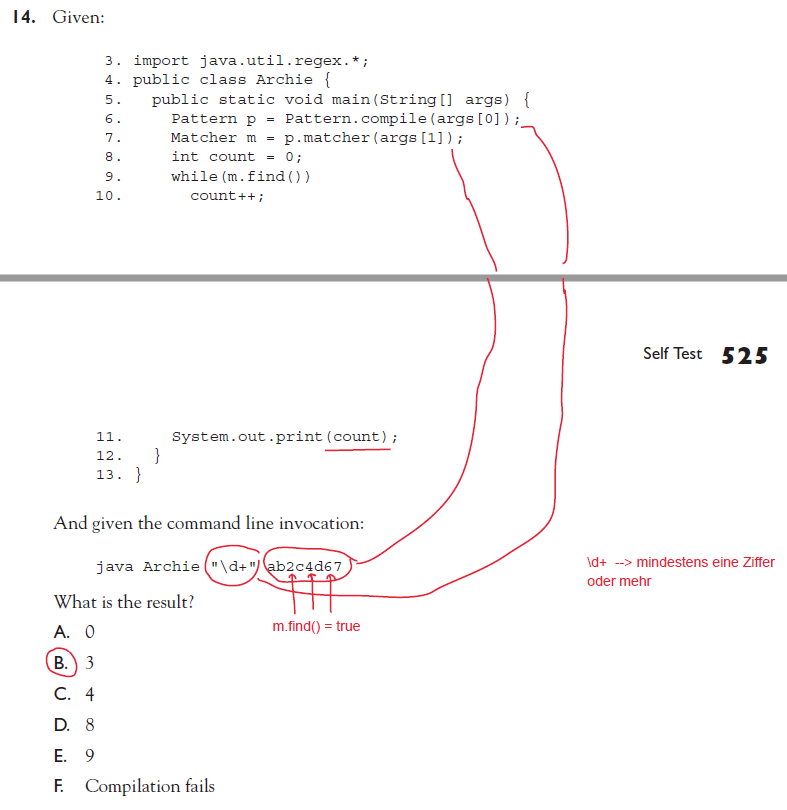 14. Given:
3. import java.util.regex.*;
4. public class Archie {
5. public static void main(String[] args) {
6. Pattern p = Pattern.compile(args[0]);
7. Matcher m = p.matcher(args[1]);
8. int count = 0;
9. while(m.find())
10. count++;
Self Test 525
11. System.out.print(count);
12. }
13. }
And given the command line invocation:
java Archie "\d+" ab2c4d67
\d+ --> mindestens eine Ziffer
oder mehr
What is the result?
m.find() = true
A. 0
B. 3
C. 4
D. 8
E. 9
F. Compilation fails